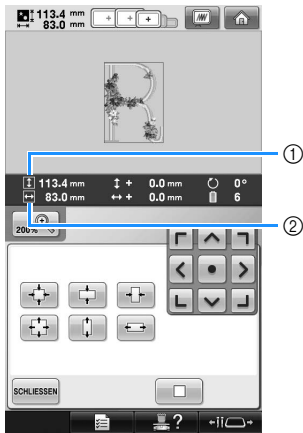 113.4 mm
83.0 mm
①
113.4 mm + 0.0 mm 0°
83.0 mm + 0.0 mm 6
②
200%
SCHLIESSEN
?